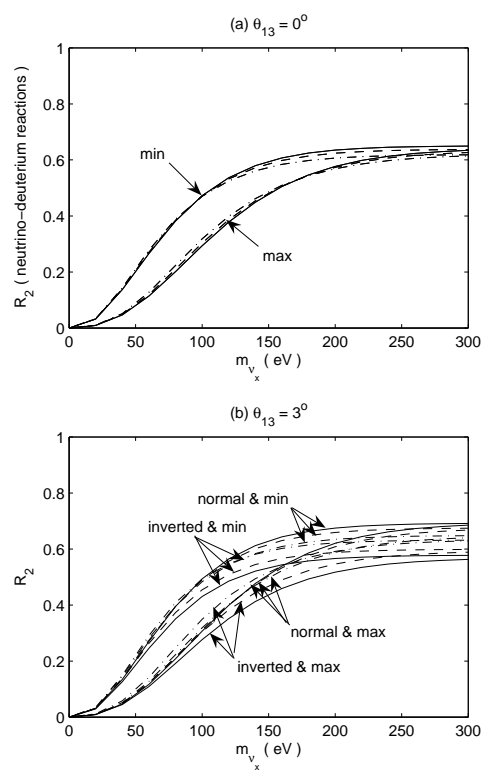 (a) θ13 = 0o
1
0.8
0.6
0.4
0.2
0
R2 ( neutrino−deuterium reactions )
min
max
0 50 100 150 200 250 300
mνx ( eV )
(b) θ13 = 3o
1
0.8
0.6
0.4
0.2
0
R2
normal & min
inverted & min
normal & max
inverted & max
0 50 100 150 200 250 300
mνx ( eV )